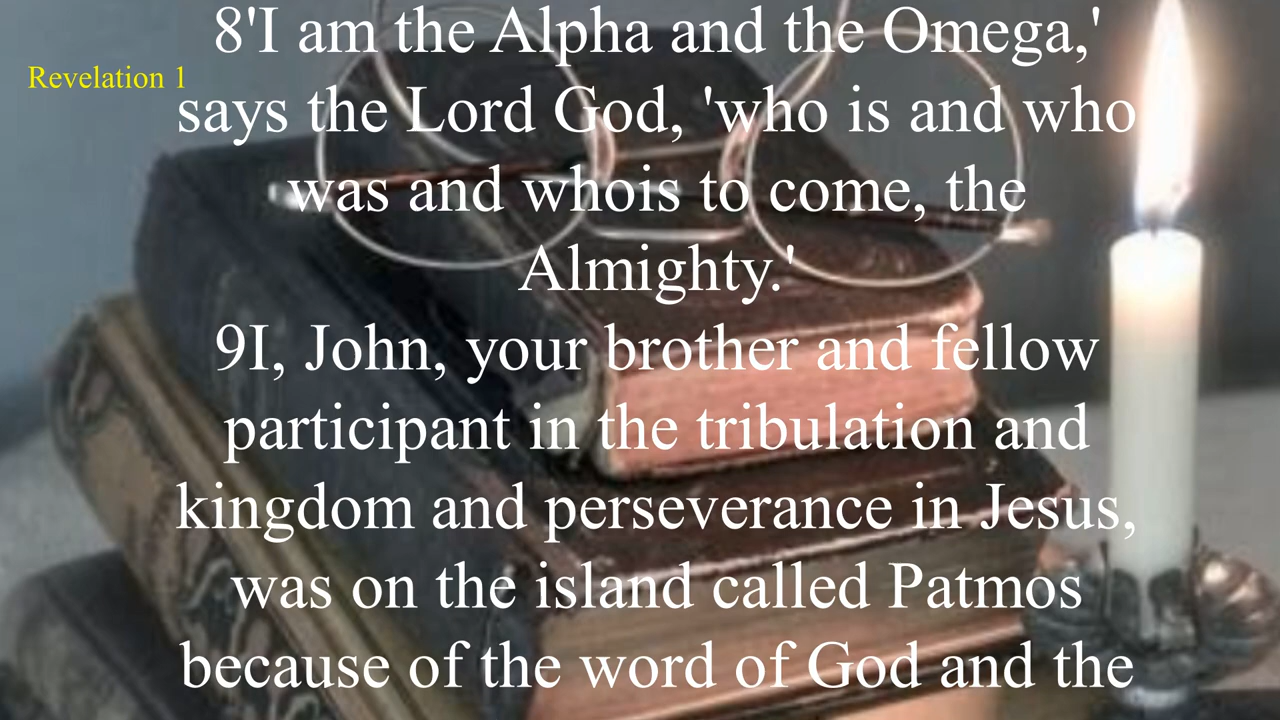 8'I am the Alpha and the Omega,'
Revelation 1
says the Lord God, 'who is and who
was and whois to come, the
Almighty.'
9I, John, your brother and fellow
participant in the tribulation and
kingdom and perseverance in Jesus,
was on the island called Patmos
because of the word of God and the